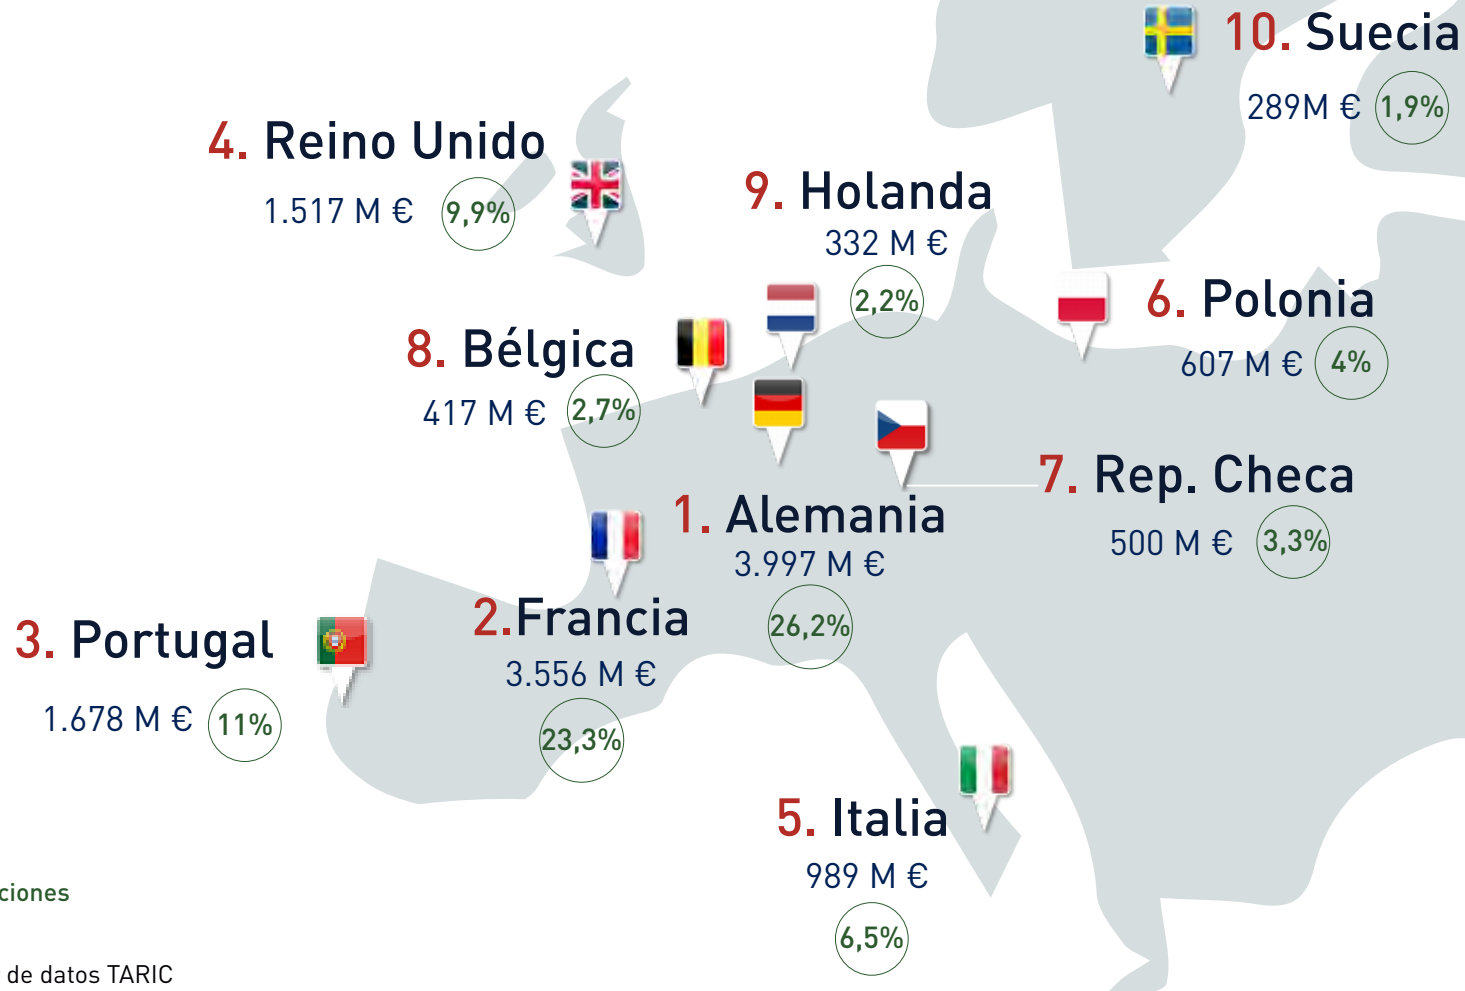 10. Suecia
289M € 1,9%
4. Reino Unido
1.517 M € 9,9%
9. Holanda
332 M €
2,2%
6. Polonia
607 M € 4%
8. Bélgica
417 M € 2,7%
7. Rep. Checa
500 M € 3,3%
1. Alemania
3.997 M €
26,2%
2.Francia
3.556 M €
23,3%
3. Portugal
1.678 M € 11%
5. Italia
989 M €
6,5%
ciones
de datos TARIC